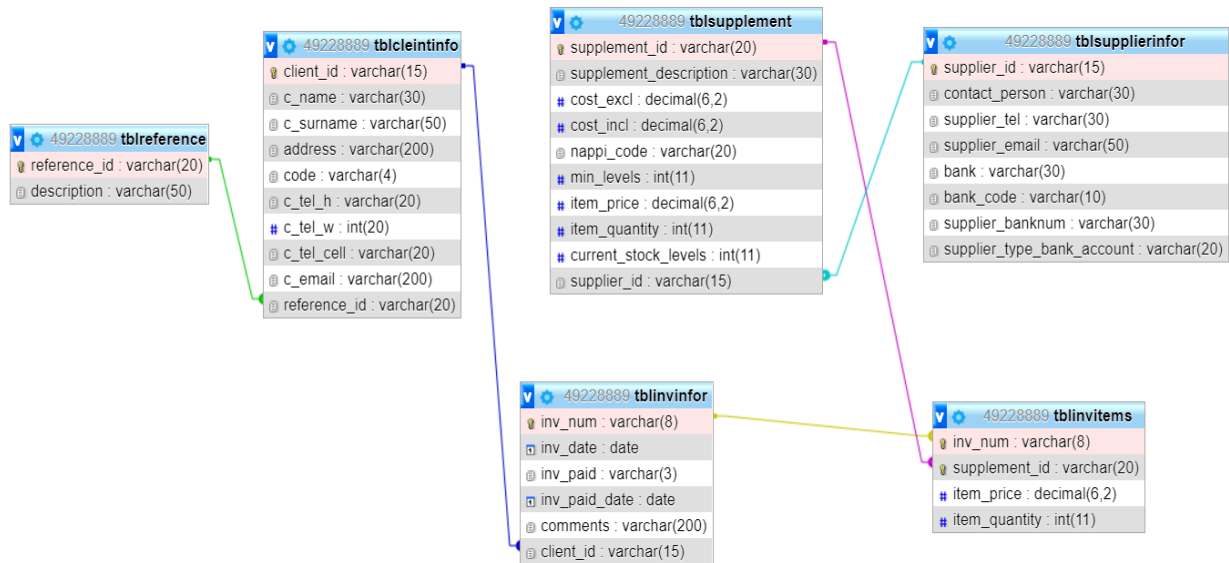 49228889 tblreference
reference_id : varchar(20)
description : varchar(50)
v 49228889 tblcleintinfo
client_id : varchar(15)
c_name : varchar(30)
c_surname : varchar(50)
address : varchar(200)
code : varchar(4)
c_tel_h : varchar(20)
# c_tel_w : int(20)
c_tel_cell : varchar(20)
c_email : varchar(200)
reference_id : varchar(20)
v 49228889 tblsupplement
supplement_id : varchar(20)
supplement_description : varchar(30)
# cost_excl : decimal(6,2)
# cost_incl : decimal(6,2)
nappi_code : varchar(20)
# min_levels : int(11)
# item_price : decimal(6,2)
# item_quantity : int(11)
# current_stock_levels : int(11)
supplier_id : varchar(15)
v 49228889 tblsupplierinfor
supplier_id : varchar(15)
contact_person : varchar(30)
supplier_tel : varchar(30)
supplier_email : varchar(50)
bank : varchar(30)
bank_code : varchar(10)
supplier_banknum : varchar(30)
supplier_type_bank_account : varchar(20)
v 49228889 tblinvinfor
inv_num : varchar(8)
inv_date : date
inv_paid : varchar(3)
inv_paid_date : date
comments : varchar(200)
client_id : varchar(15)
v 49228889 tblinvitems
inv_num : varchar(8)
supplement_id : varchar(20)
# item_price : decimal(6,2)
# item_quantity : int(11)